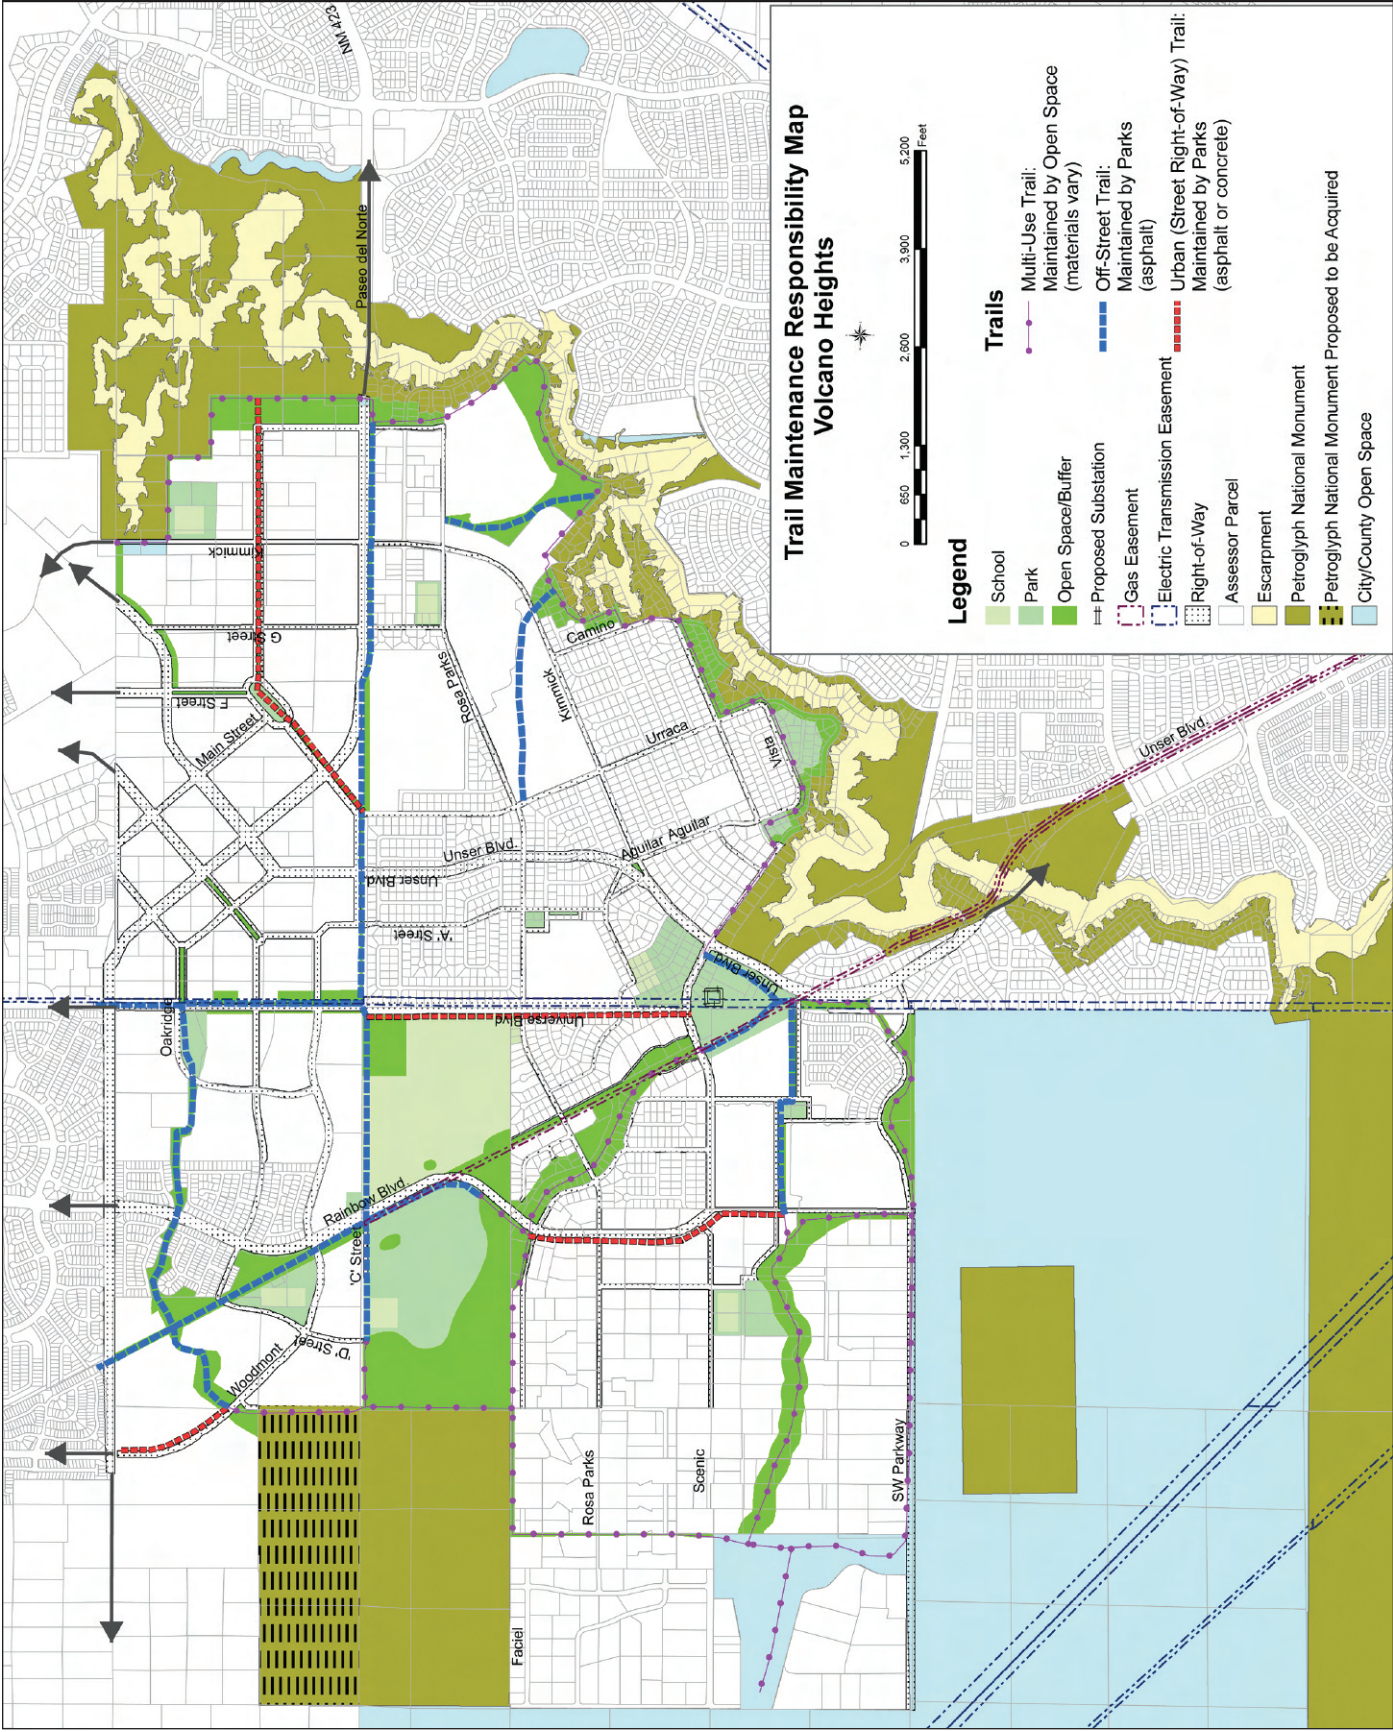 Trail Maintenance Responsibility Map
Volcano Heights
0
650
1,300
2,600
3,900
5,200
Feet
Legend
School
Park
Open Space/Buffer
Proposed Substation
Gas Easement
Electric Transmission Easement
Right-of-Way
Assessor Parcel
Escarpment
Petroglyph National Monument
Petroglyph National Monument Proposed to be Acquired
City/County Open Space
Trails
Multi-Use Trail:
Maintained by Open Space
(materials vary)
Off-Street Trail:
Maintained by Parks
(asphalt)
Urban (Street Right-of-Way) Trail:
Maintained by Parks
(asphalt or concrete)
NM 423
Paseo del Norte
Kimmick
G Street
F Street
Main Street
Rosa Parks
Kimmick
Camino
Urraca
Vista
Unser Blvd.
Unser Blvd.
Aguilar Aguilar
'A' Street
Unser Blvd.
Unser Blvd.
Universe Blvd
Oakridge
Rainbow Blvd.
'C' Street
'D' Street
Woodmont
Rosa Parks
Scenic
SW Parkway
Faciel